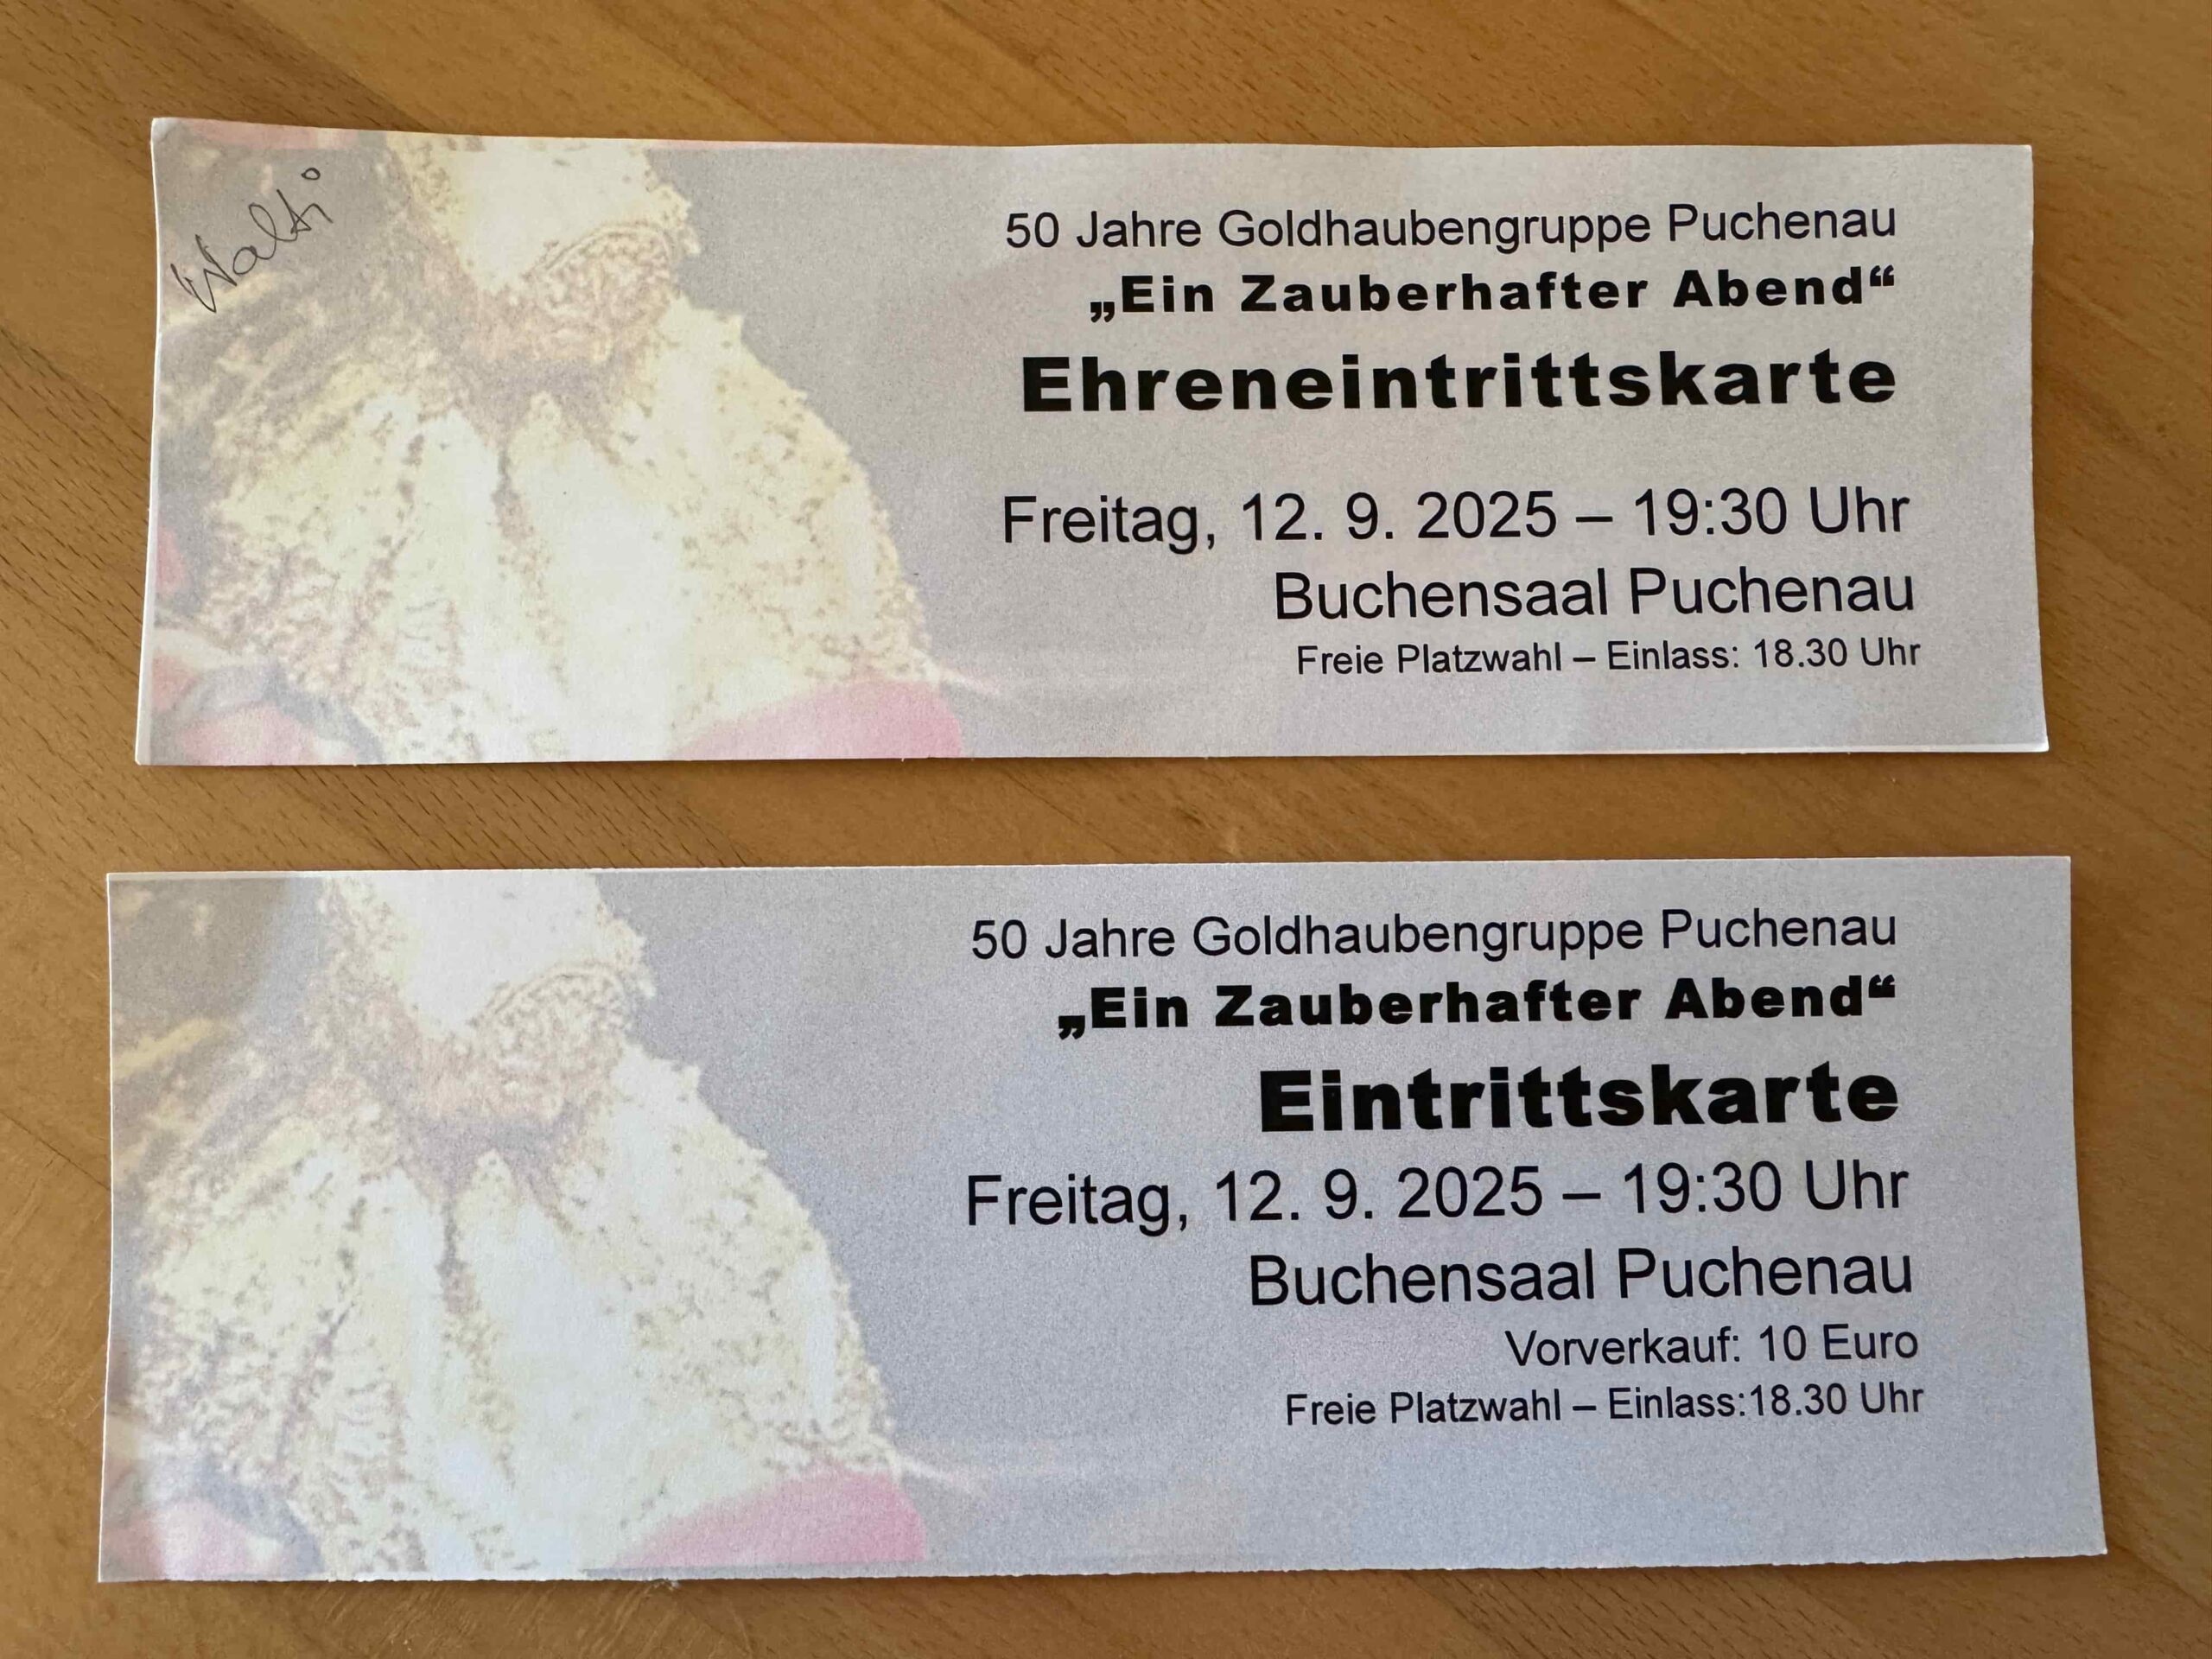 Walti
50 Jahre Goldhaubengruppe Puchenau
„Ein Zauberhafter Abend“
Ehreneintrittskarte
Freitag, 12. 9. 2025 – 19:30 Uhr
Buchensaal Puchenau
Freie Platzwahl – Einlass: 18.30 Uhr
50 Jahre Goldhaubengruppe Puchenau
„Ein Zauberhafter Abend“
Eintrittskarte
Freitag, 12. 9. 2025 – 19:30 Uhr
Buchensaal Puchenau
Vorverkauf: 10 Euro
Freie Platzwahl – Einlass:18.30 Uhr